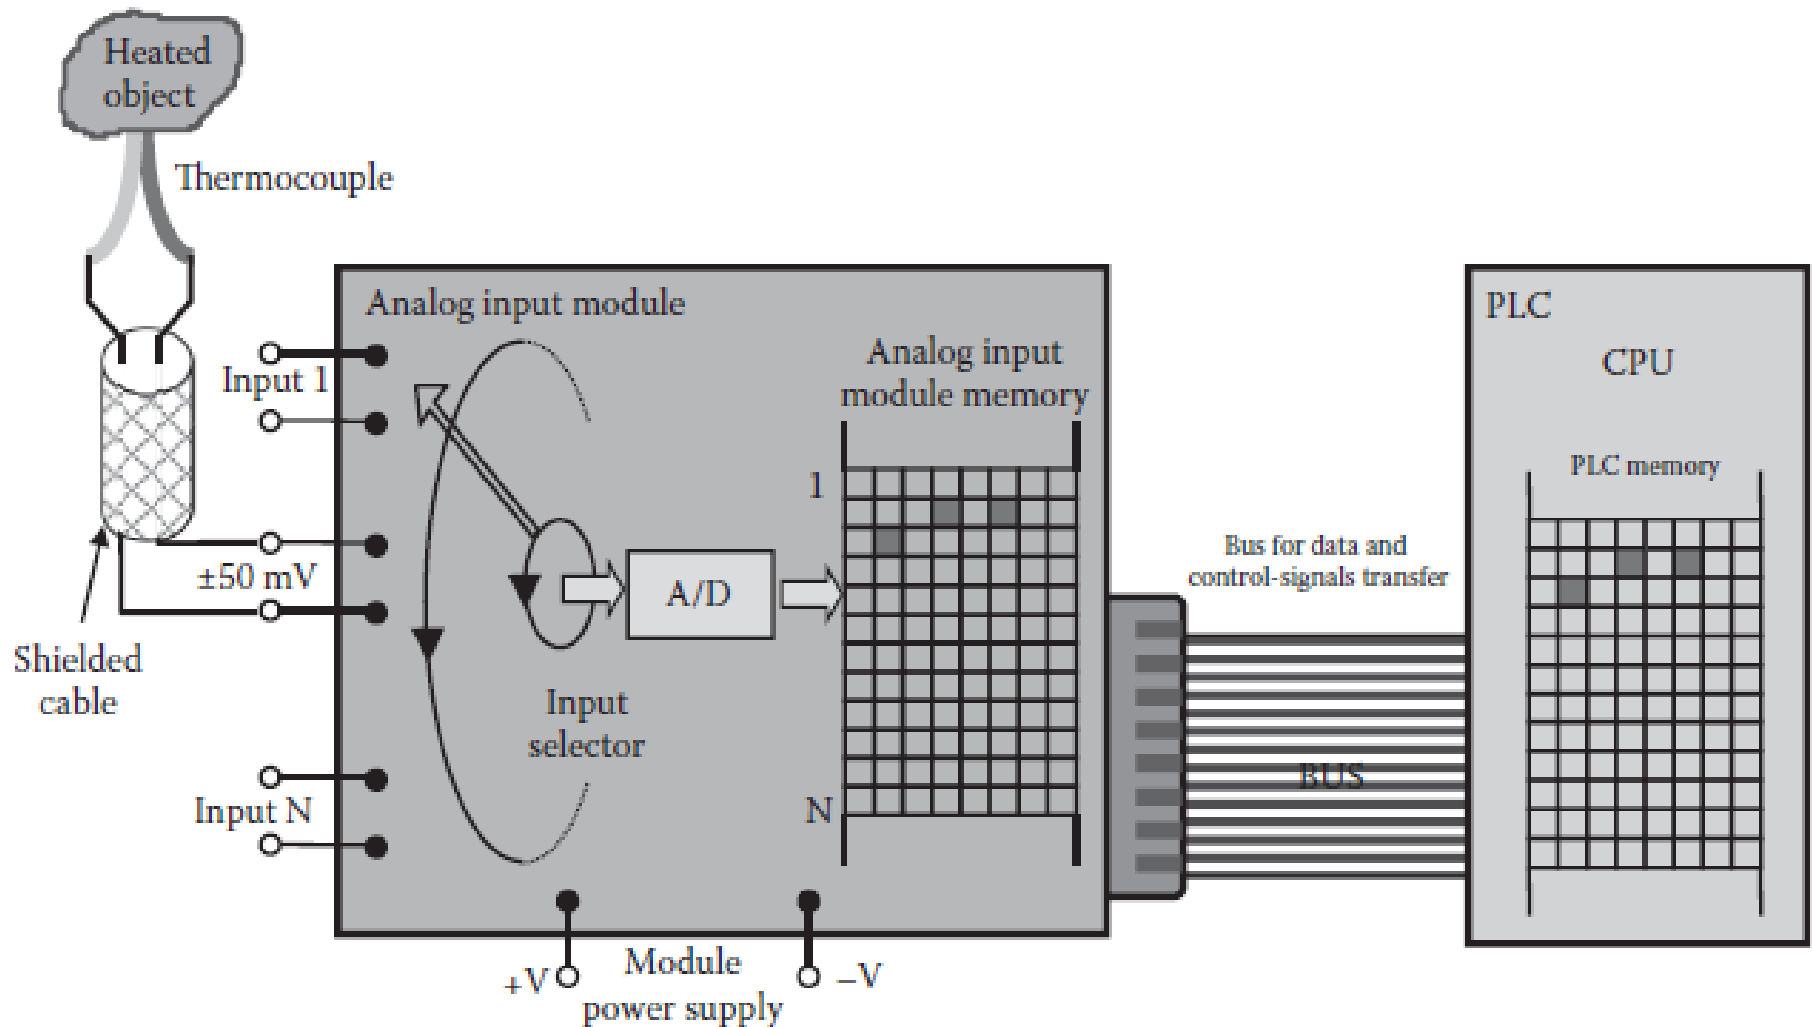 Heated
object
Thermocouple
Analog input module
Input 1
±50 mV
Shielded
cable
Input N
Input
selector
A/D
Analog input
module memory
1
N
+V
Module
power supply
–V
Bus for data and
control-signals transfer
BUS
PLC
CPU
PLC memory